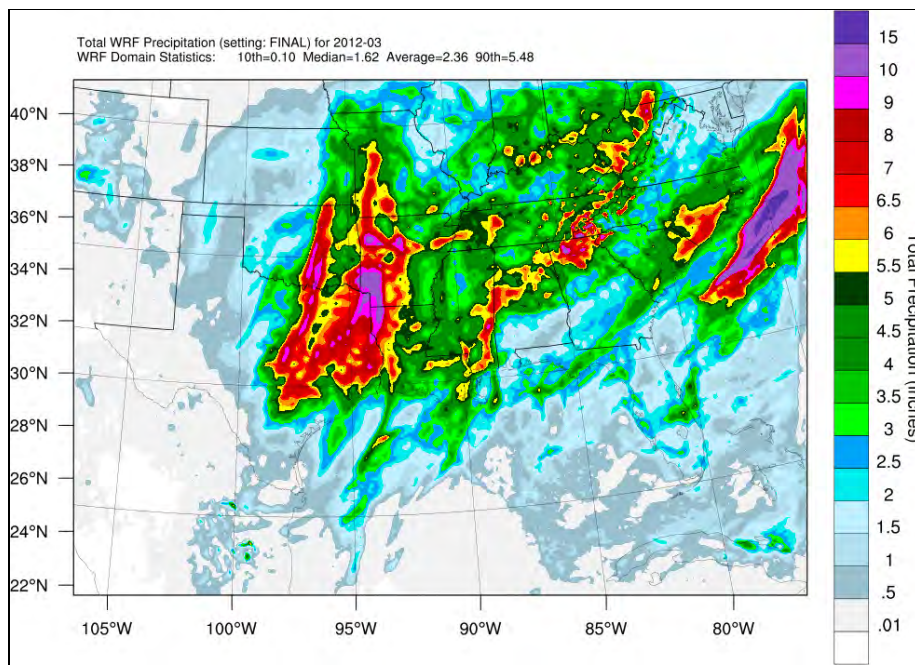 Total WRF Precipitation (setting: FINAL) for 2012-03
WRF Domain Statistics: 10th=0.10 Median=1.62 Average=2.36 90th=5.48
40°N
38°N
36°N
34°N
32°N
30°N
28°N
26°N
24°N
22°N
105°W 100°W 95°W 90°W 85°W 80°W
15
10
9
8
7
6.5
6
5.5
5
4.5
4
3.5
3
2.5
2
1.5
1
.5
.01
Total Precipitation (inches)